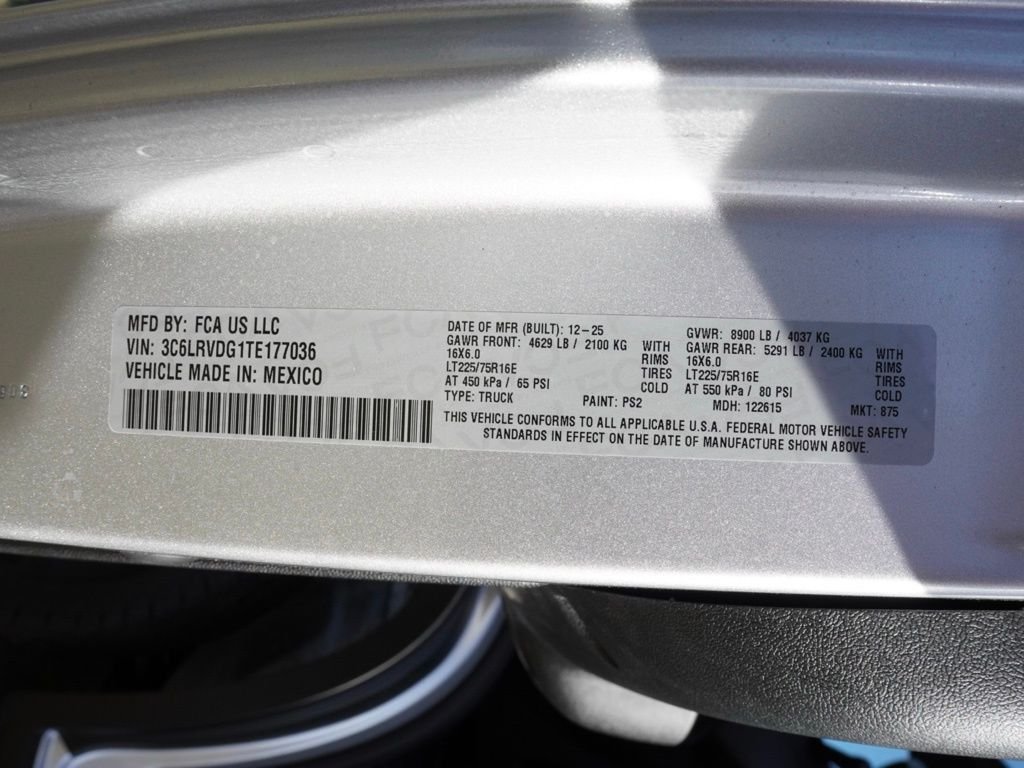 MFD BY: FCA US LLC
VIN: 3C6LRVDG1TE177036
VEHICLE MADE IN: MEXICO
DATE OF MFR (BUILT): 12-25
GAWR FRONT: 4629 LB / 2100 KG WITH
16X6.0 RIMS
LT225/75R16E TIRES
AT 450 kPa / 65 PSI COLD
TYPE: TRUCK PAINT: PS2
GVWR: 8900 LB / 4037 KG
GAWR REAR: 5291 LB / 2400 KG WITH
16X6.0 RIMS
LT225/75R16E TIRES
AT 550 kPa / 80 PSI COLD
MDH: 122615 MKT: 875
THIS VEHICLE CONFORMS TO ALL APPLICABLE U.S.A. FEDERAL MOTOR VEHICLE SAFETY
STANDARDS IN EFFECT ON THE DATE OF MANUFACTURE SHOWN ABOVE.